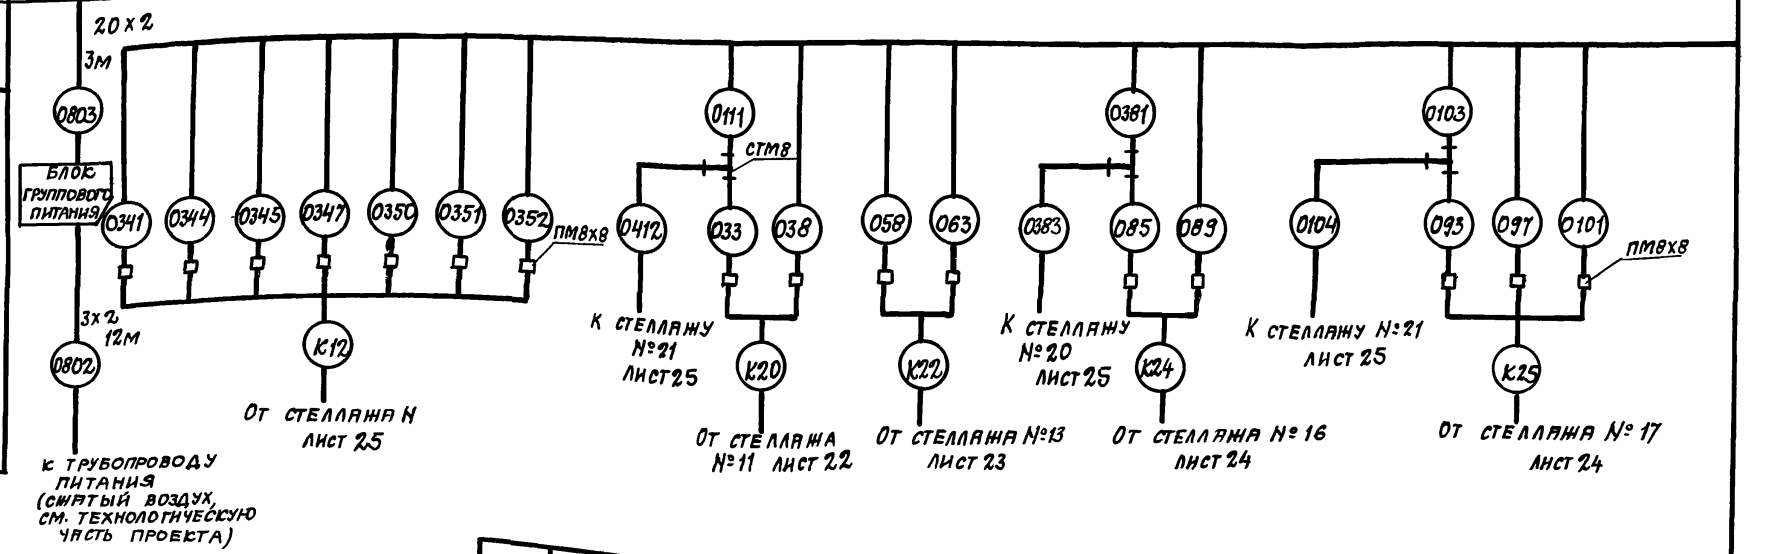 20х2
3м
0803
БЛОК
ГРУППОВОГО
ПИТАНИЯ
0341
0344
0345
0347
0350
0351
0352
ПМ8х8
3х2
12м
0802
К12
ОТ СТЕЛЛАЖА N
ЛИСТ 25
К ТРУБОПРОВОДУ
ПИТАНИЯ
(СЖАТЫЙ ВОЗДУХ,
СМ. ТЕХНОЛОГИЧЕСКУЮ
ЧАСТЬ ПРОЕКТА)
0111
СТМ8
0412
033
038
К СТЕЛЛАЖУ
№21
ЛИСТ 25
К20
ОТ СТЕЛЛАЖА
№11 ЛИСТ 22
058
063
К22
ОТ СТЕЛЛАЖА №13
ЛИСТ 23
0381
0383
085
089
К СТЕЛЛАЖУ
№20
ЛИСТ 25
К24
ОТ СТЕЛЛАЖА №16
ЛИСТ 24
0103
0104
093
097
0101
ПМ8х8
К СТЕЛЛАЖУ №21
ЛИСТ 25
К25
ОТ СТЕЛЛАЖА №17
ЛИСТ 24